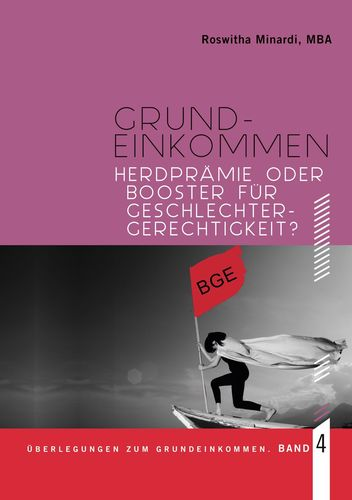 Roswitha Minardi, MBA
GRUND-
EINKOMMEN
HERDPRÄMIE ODER
BOOSTER FÜR
GESCHLECHTER-
GERECHTIGKEIT?
BGE
ÜBERLEGUNGEN ZUM GRUNDEINKOMMEN. BAND 4